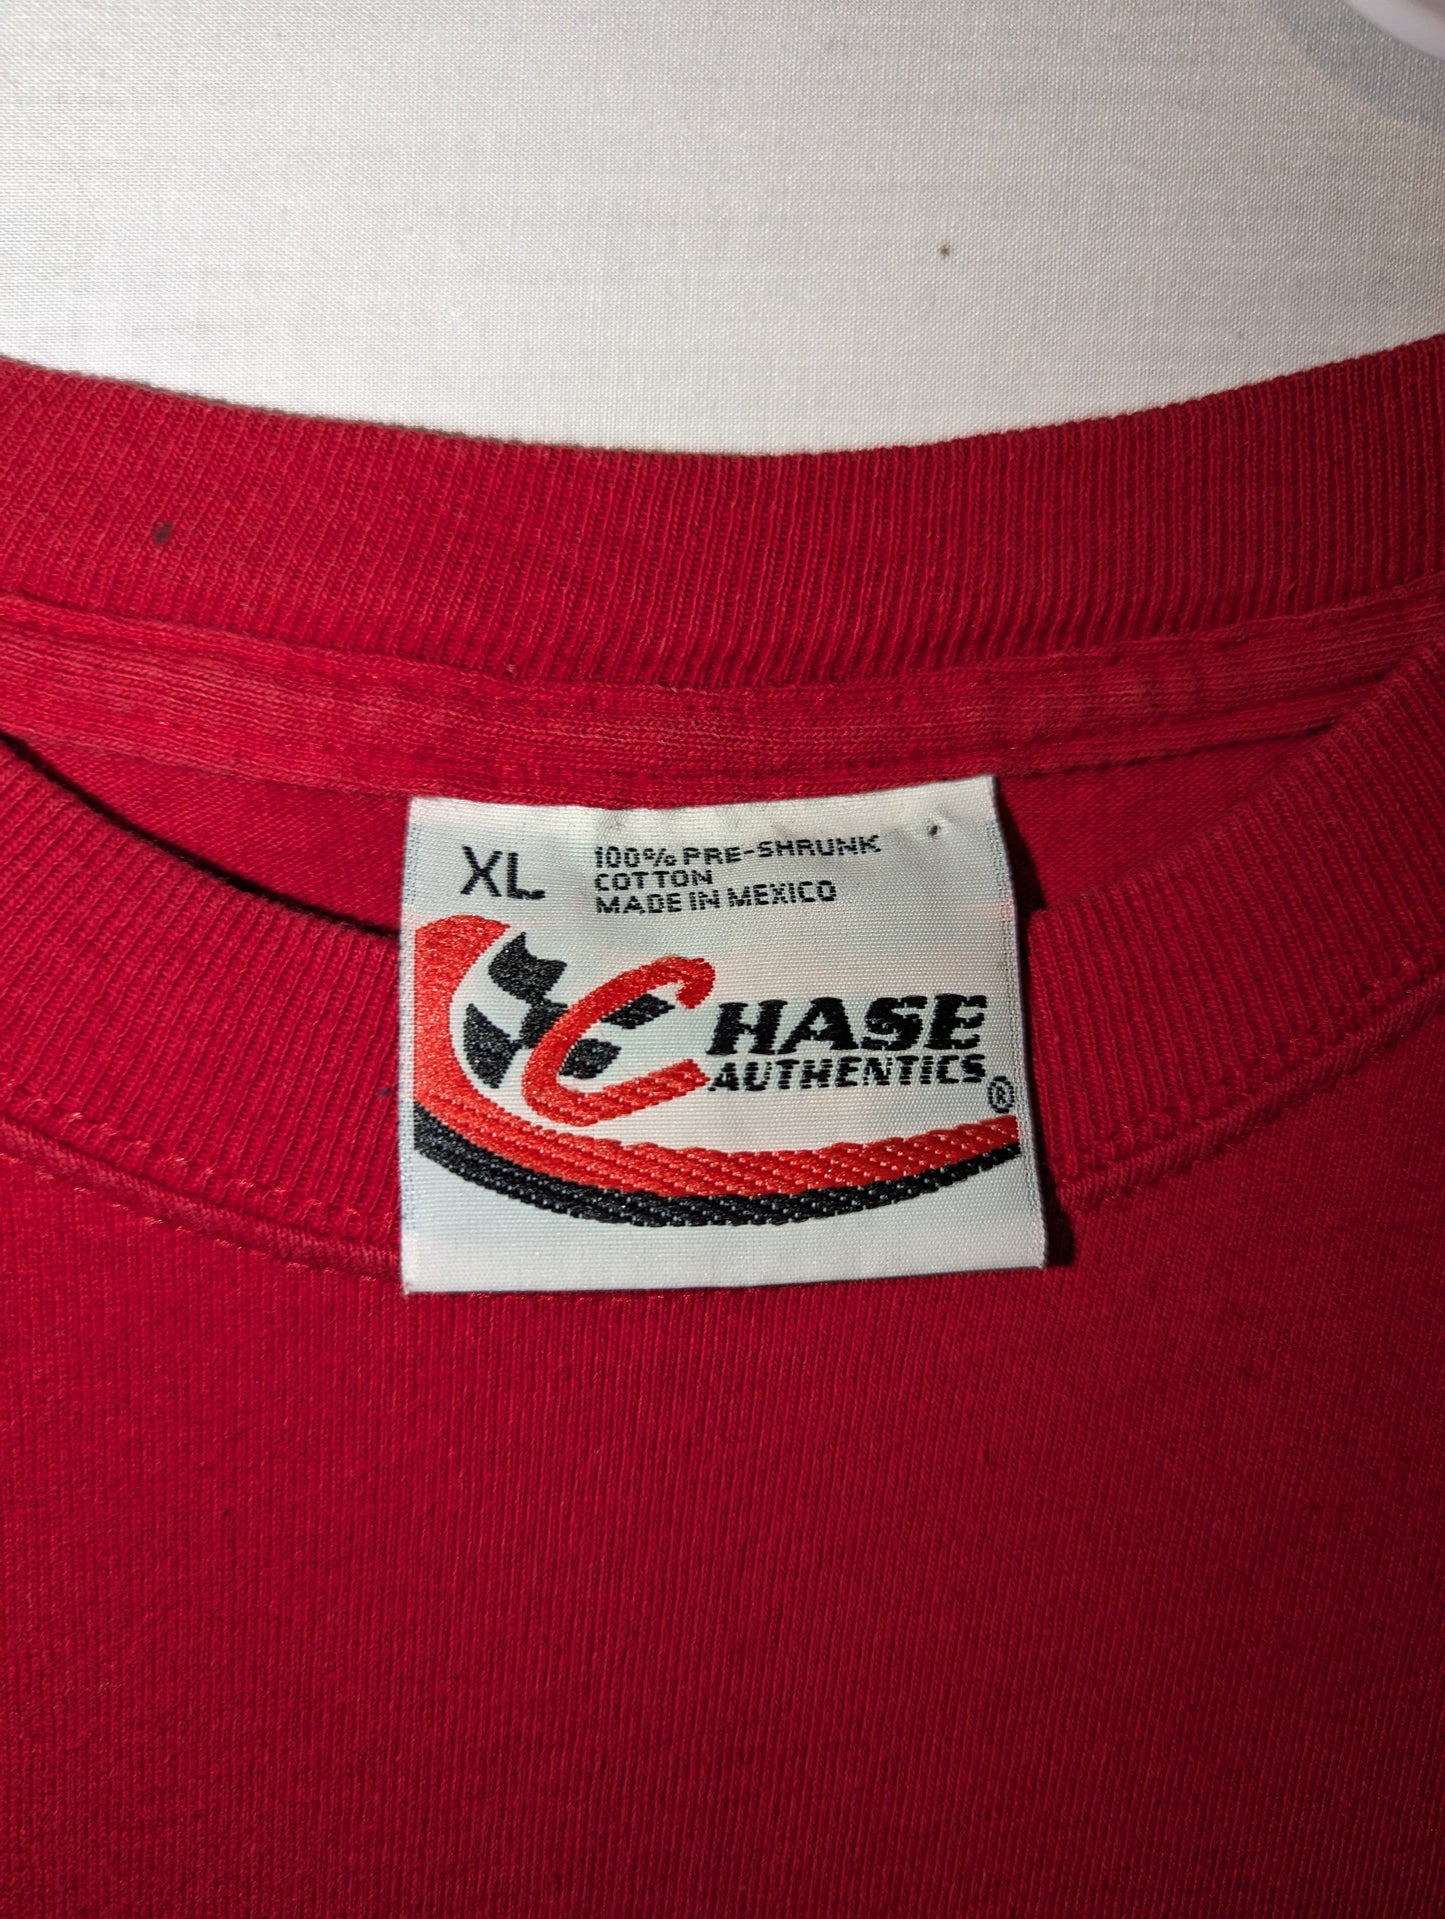 XL
100% PRE-SHRUNK
COTTON
MADE IN MEXICO
CHASE
AUTHENTICS®